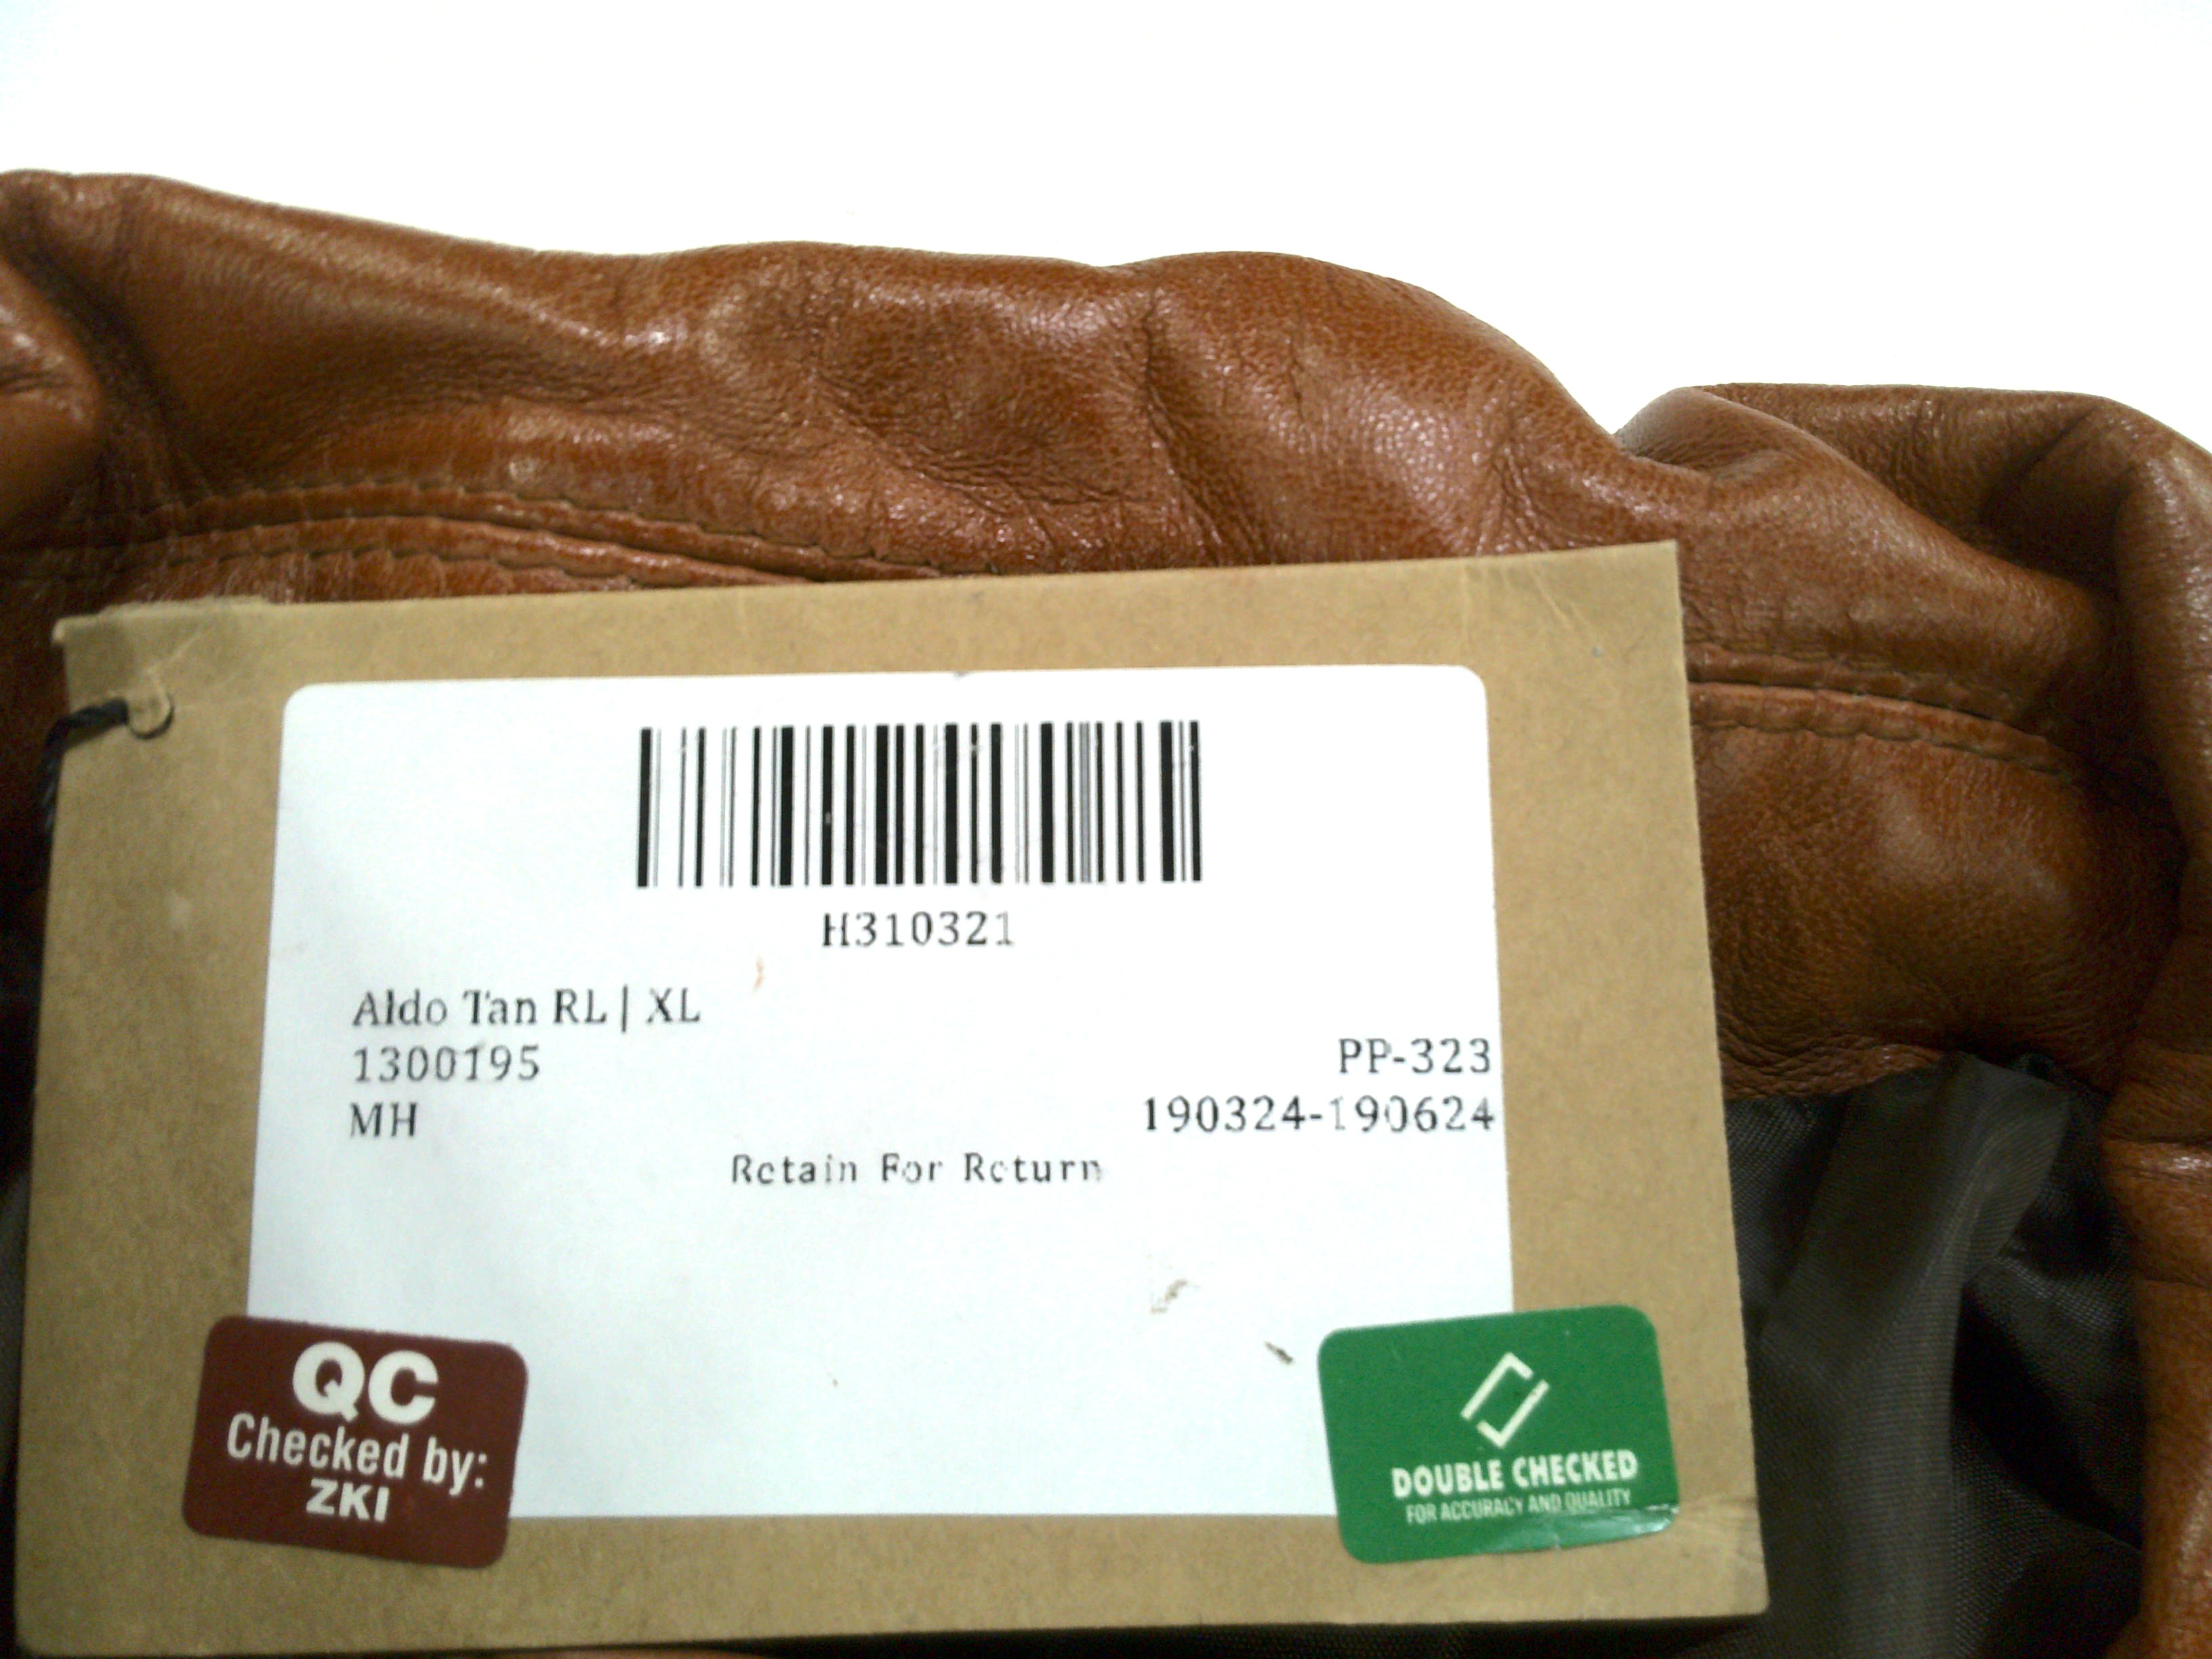 H310321
Aldo Tan RL | XL
1300195
PP-323
MH
190324-190624
Retain For Return
QC
Checked by:
ZKI
DOUBLE CHECKED
FOR ACCURACY AND QUALITY